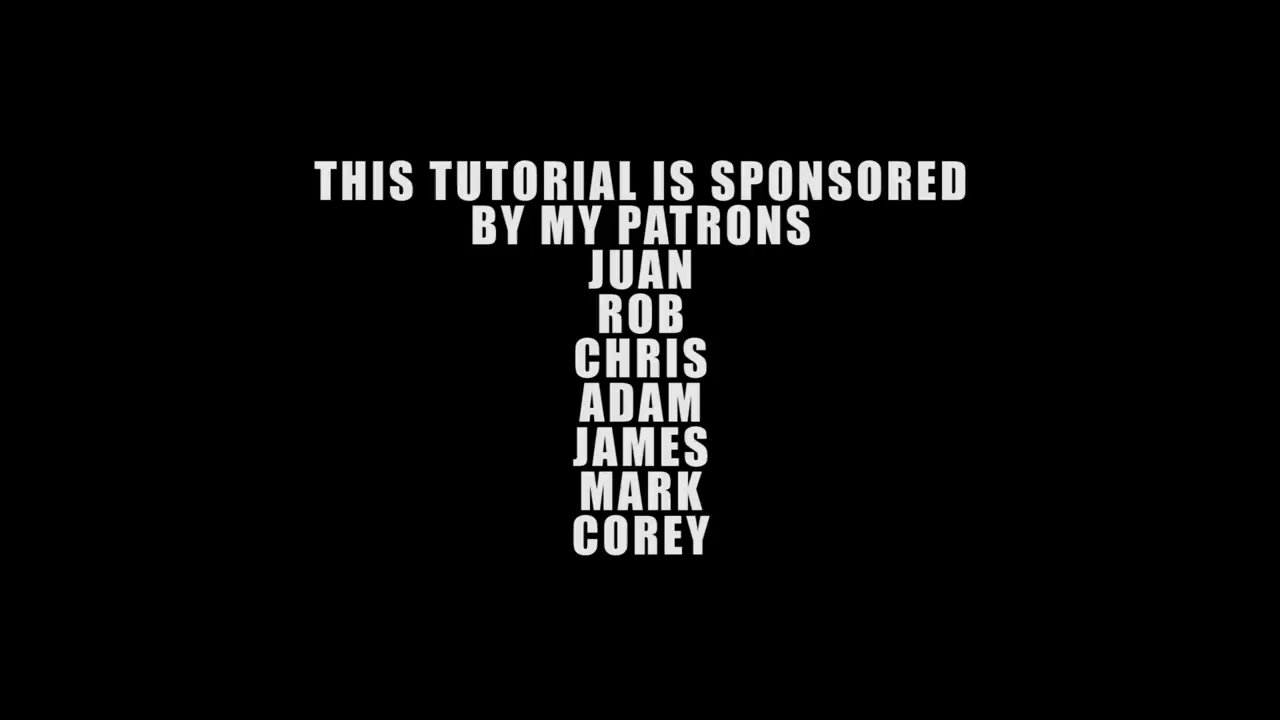 THIS TUTORIAL IS SPONSORED
BY MY PATRONS
JUAN
ROB
CHRIS
ADAM
JAMES
MARK
COREY